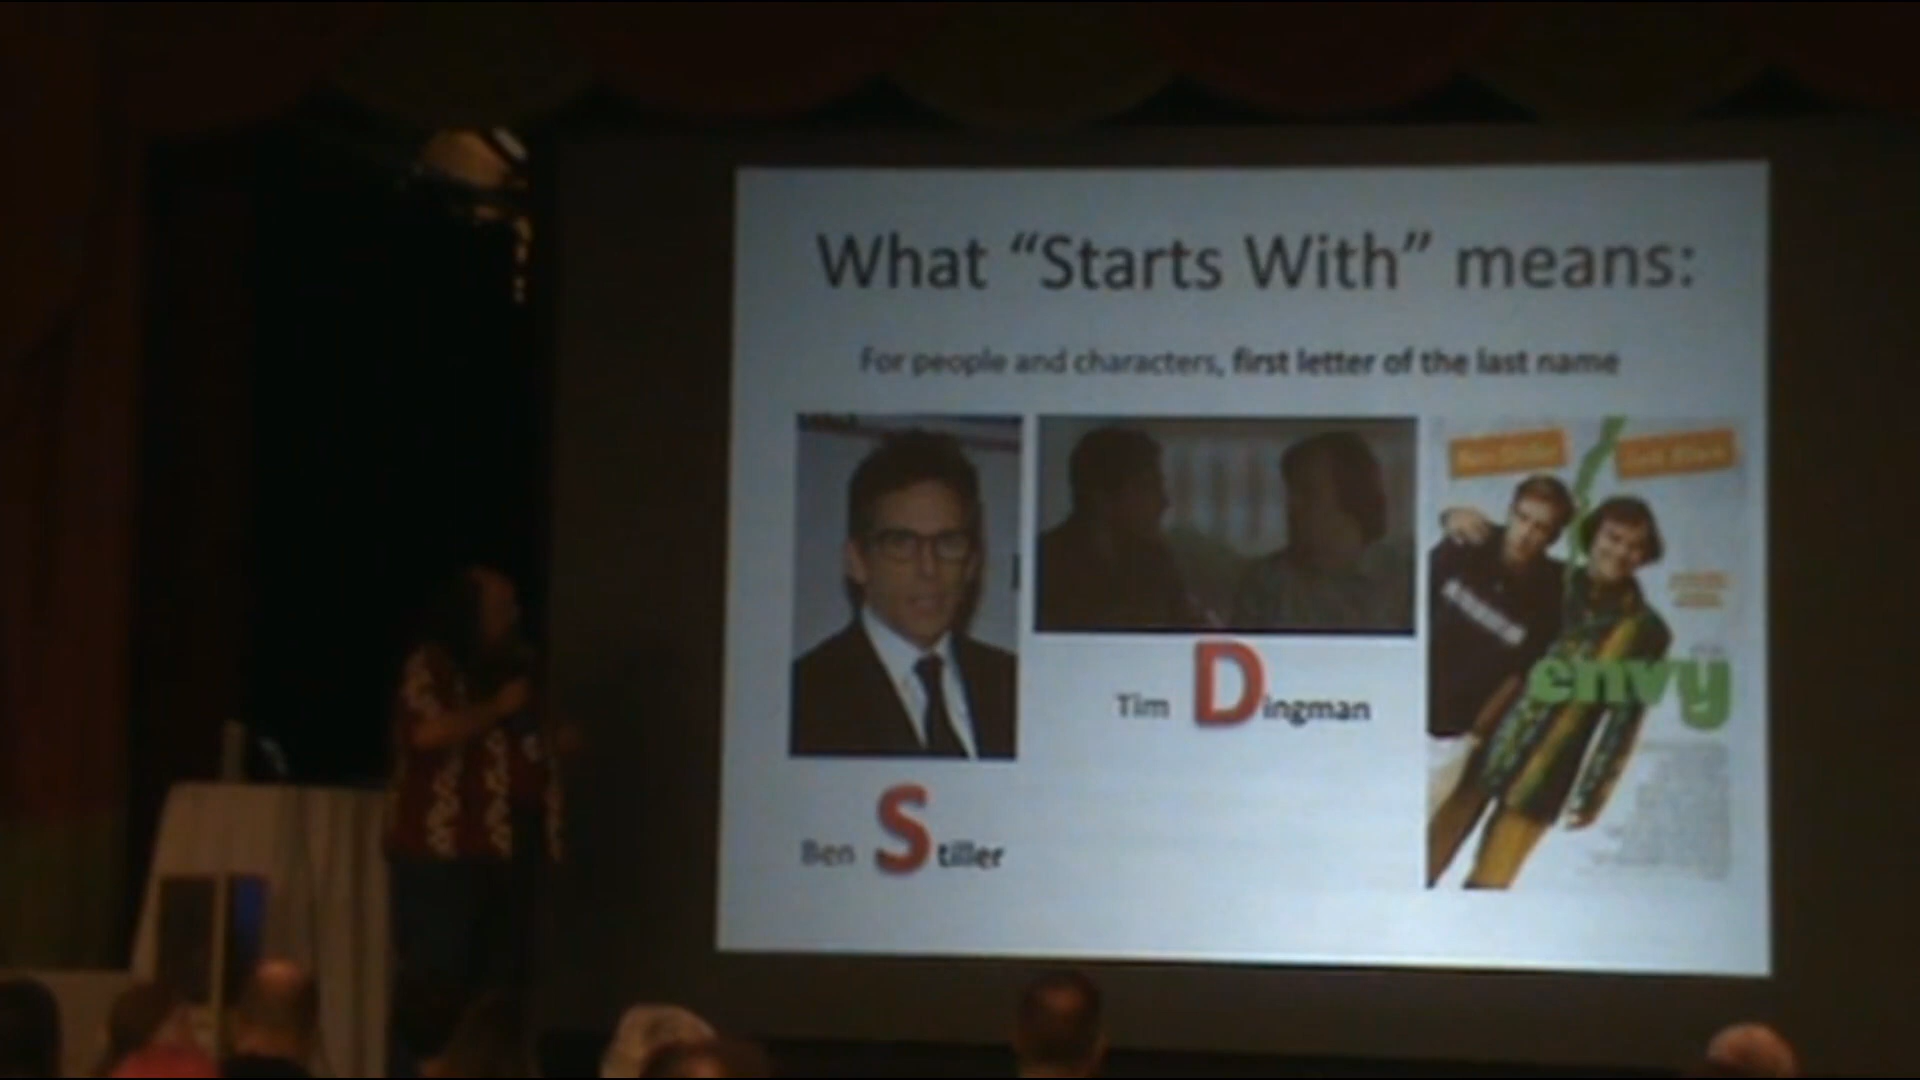 What “Starts With” means:
For people and characters, first letter of the last name
Ben Stiller
Tim Dingman
envy